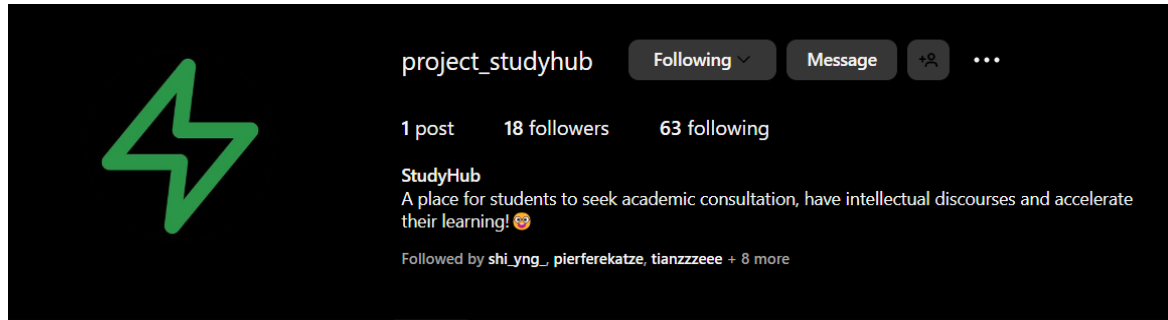 project_studyhub Following Message
1 post 18 followers 63 following
StudyHub
A place for students to seek academic consultation, have intellectual discourses and accelerate
their learning!🤓
Followed by shi_yng_, pierferekatze, tianzzzeee + 8 more